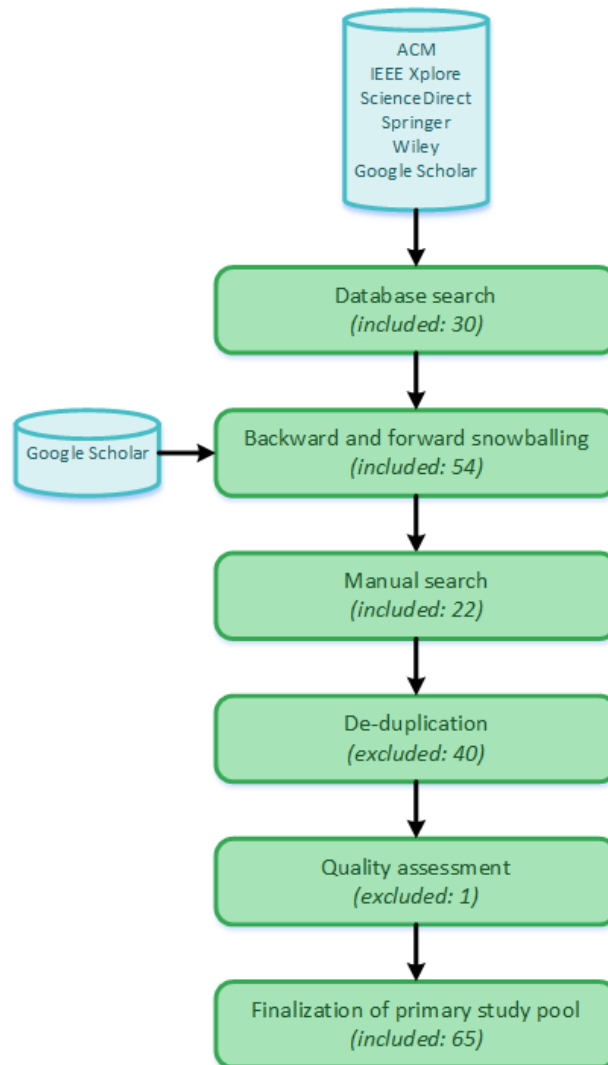 ACM
IEEE Xplore
ScienceDirect
Springer
Wiley
Google Scholar
Database search
(included: 30)
Google Scholar
Backward and forward snowballing
(included: 54)
Manual search
(included: 22)
De-duplication
(excluded: 40)
Quality assessment
(excluded: 1)
Finalization of primary study pool
(included: 65)